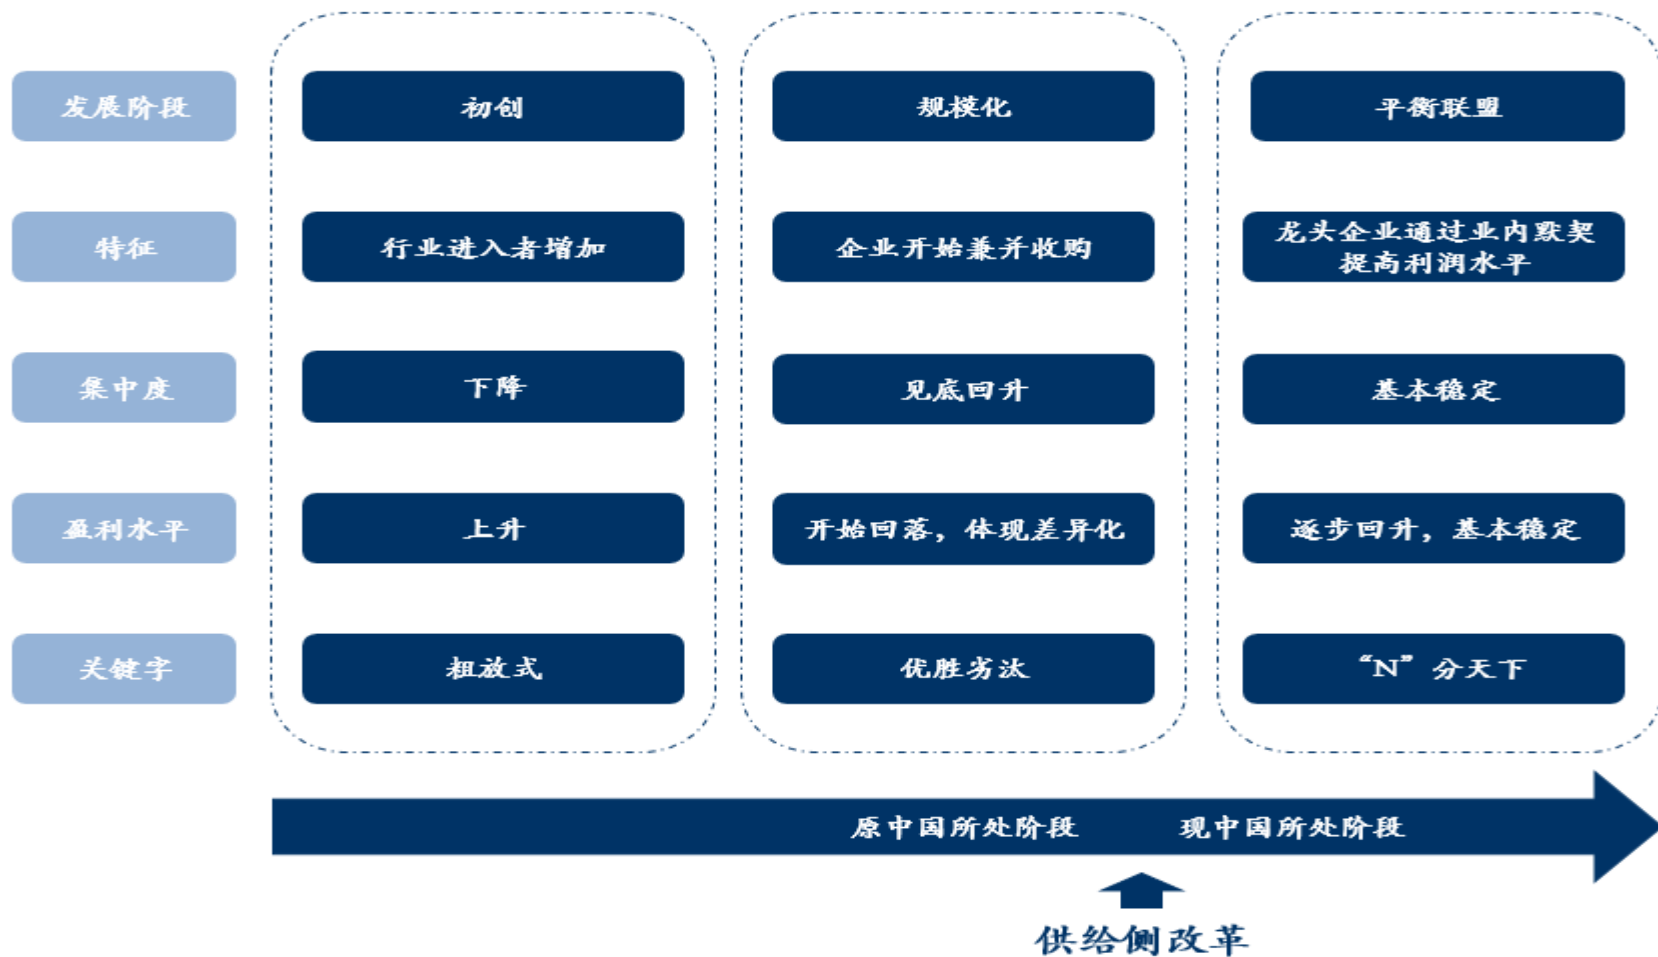 发展阶段
初创
规模化
平衡联盟
特征
行业进入者增加
企业开始兼并收购
龙头企业通过业内默契
提高利润水平
集中度
下降
见底回升
基本稳定
盈利水平
上升
开始回落，体现差异化
逐步回升，基本稳定
关键字
粗放式
优胜劣汰
“N”分天下
原中国所处阶段
现中国所处阶段
供给侧改革